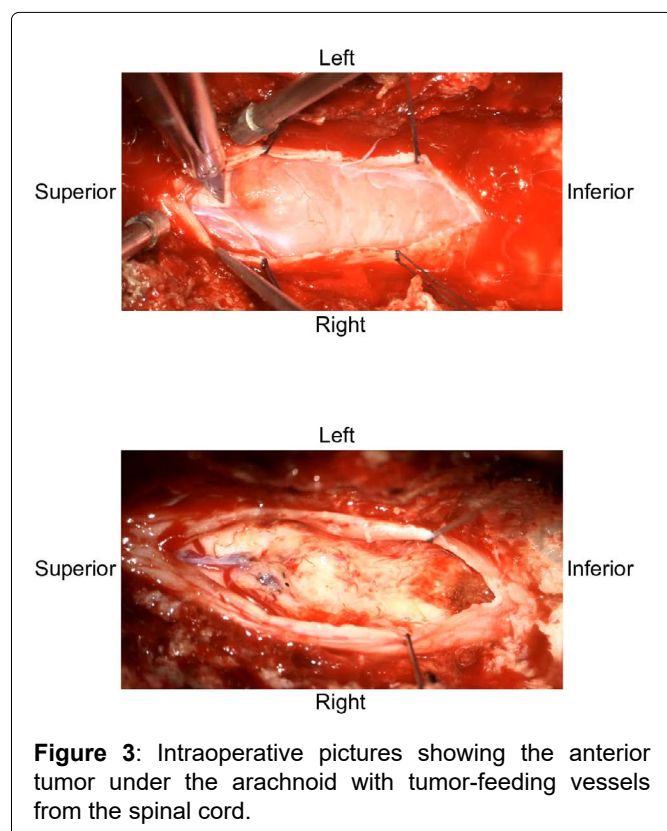 Left
Superior
Inferior
Right
Left
Superior
Inferior
Right
Figure 3: Intraoperative pictures showing the anterior
tumor under the arachnoid with tumor-feeding vessels
from the spinal cord.